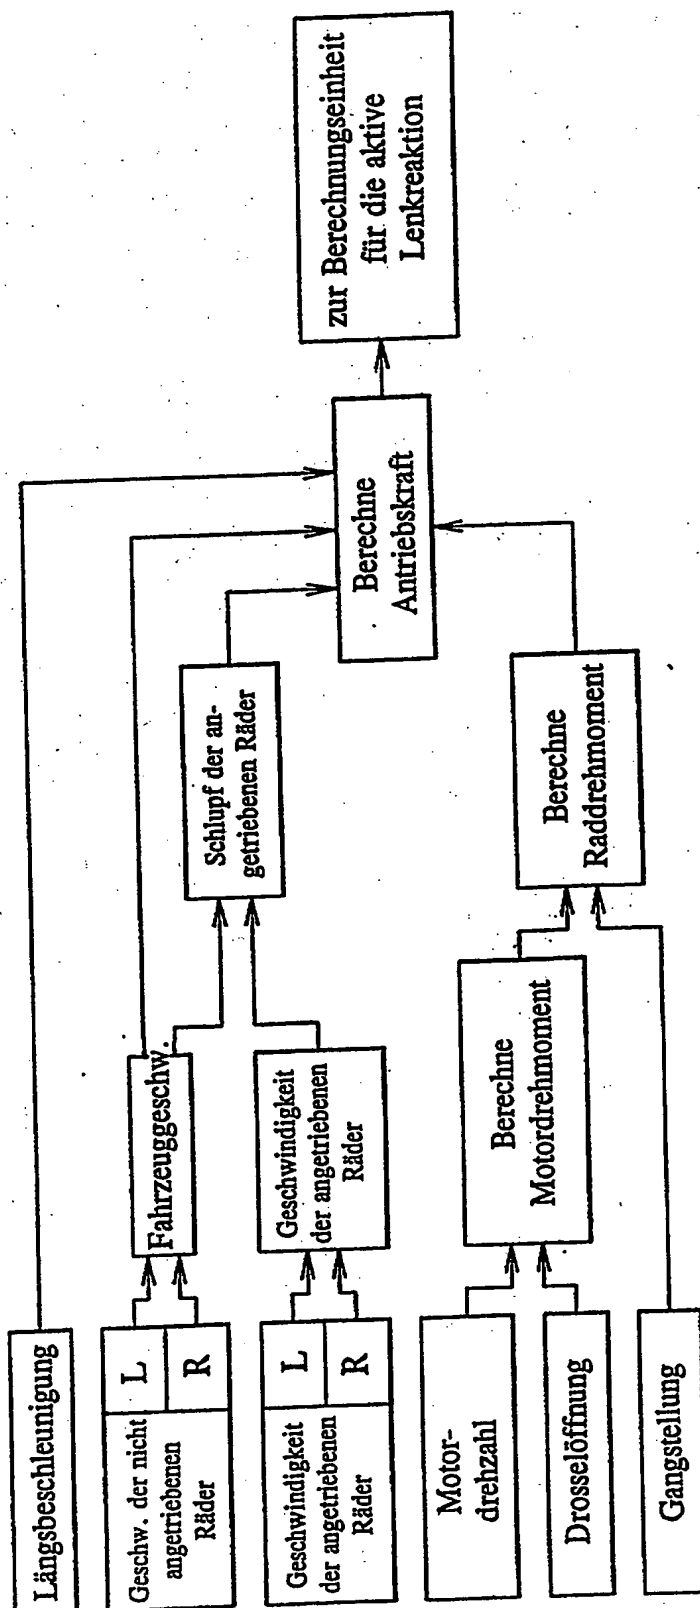 Längsbeschleunigung
Geschw. der nicht
angetriebenen
Räder
L
R
Geschwindigkeit
der angetriebenen
Räder
L
R
Motor-
drehzahl
Drosselöffnung
Gangstellung
Fahrzeuggeschw.
Geschwindigkeit
der angetriebenen
Räder
Berechne
Motordrehmoment
Schlupf der an-
getriebenen Räder
Berechne
Raddrehmoment
Berechne
Antriebskraft
zur Berechnungseinheit
für die aktive
Lenkreaktion